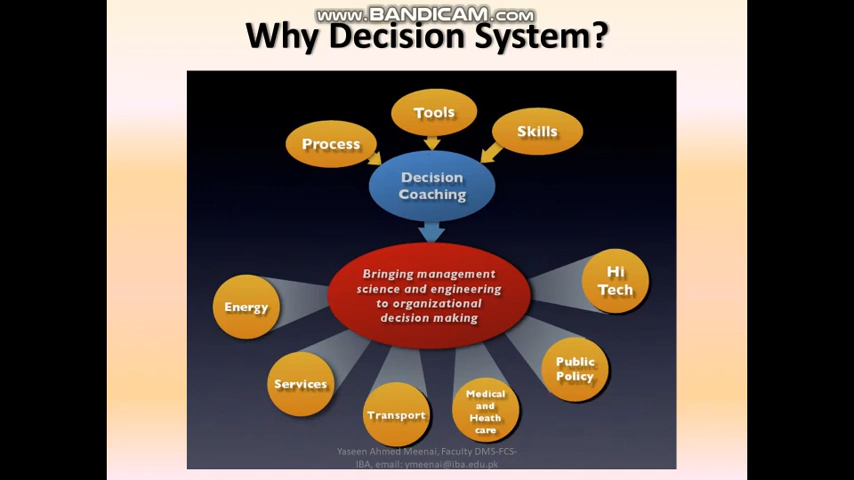 www.BANDICAM.com
Why Decision System?
Tools
Process
Skills
Decision
Coaching
Bringing management
science and engineering
to organizational
decision making
Energy
Hi
Tech
Services
Public
Policy
Transport
Medical
and
Heath
care
Yaseen Ahmed Meenai, Faculty DMS-FCS-
IBA, email: ymeenai@iba.edu.pk